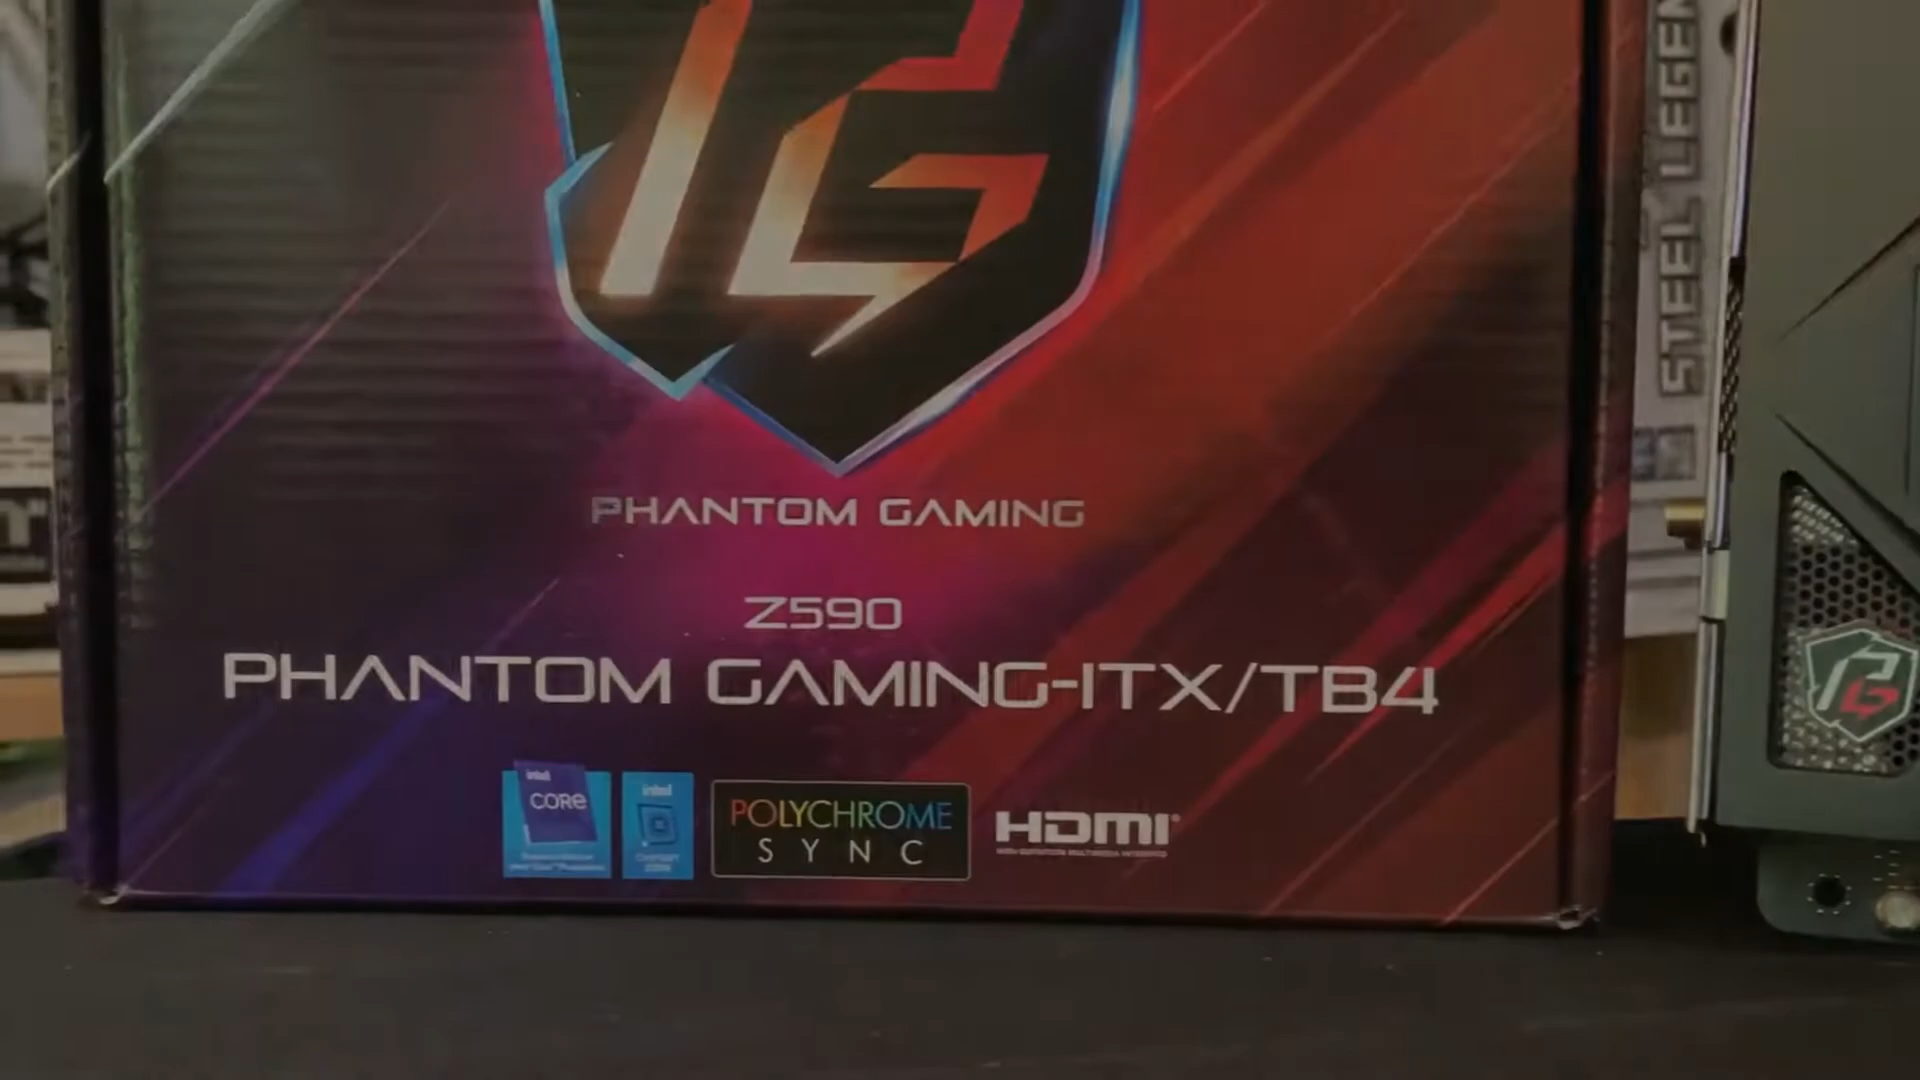 PHANTOM GAMING
Z590
PHANTOM GAMING-ITX/TB4
intel
CORE
intel
POLYCHROME
SYNC
HDMI
STEEL LEGEN